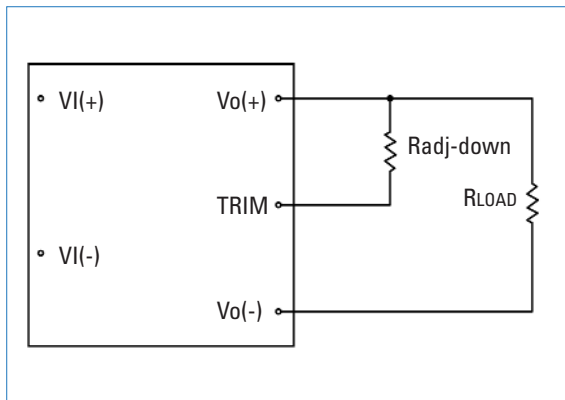 VI(+)
Vo(+)
Radj-down
TRIM
RLOAD
VI(-)
Vo(-)